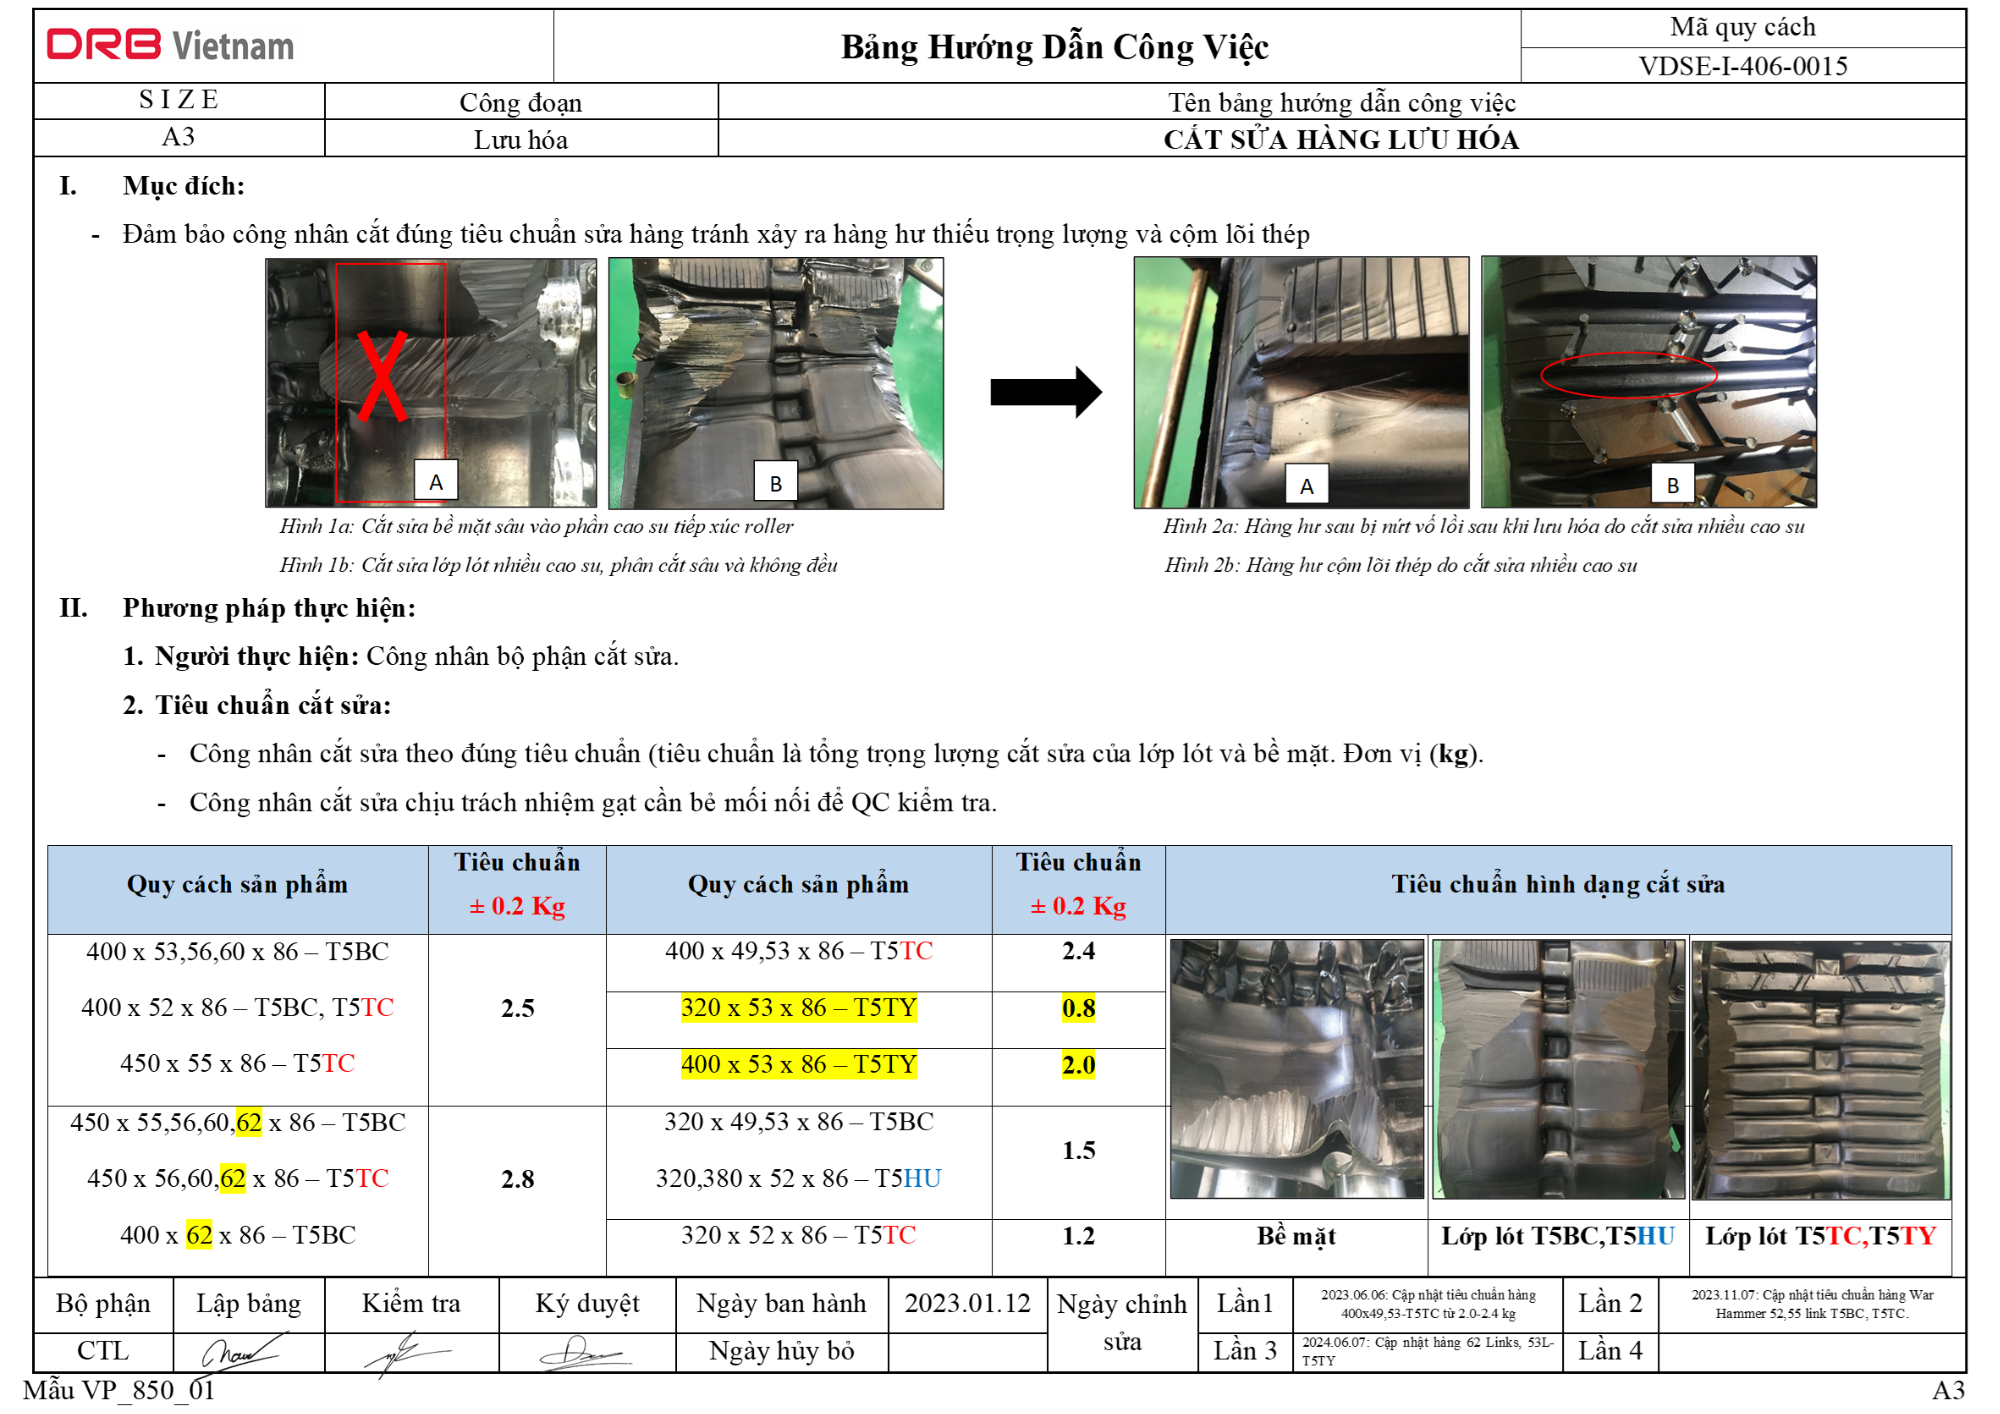 DRB Vietnam
Bảng Hướng Dẫn Công Việc
Mã quy cách
VDSE-I-406-0015
SIZE
Công đoạn
Tên bảng hướng dẫn công việc
A3
Lưu hóa
CẮT SỬA HÀNG LƯU HÓA
I. Mục đích:
- Đảm bảo công nhân cắt đúng tiêu chuẩn sửa hàng tránh xảy ra hàng hư thiếu trọng lượng và cộm lõi thép
A
B
A
B
Hình 1a: Cắt sửa bề mặt sâu vào phần cao su tiếp xúc roller
Hình 1b: Cắt sửa lớp lót nhiều cao su, phân cắt sâu và không đều
Hình 2a: Hàng hư sau bị nứt vố lồi sau khi lưu hóa do cắt sửa nhiều cao su
Hình 2b: Hàng hư cộm lõi thép do cắt sửa nhiều cao su
II. Phương pháp thực hiện:
1. Người thực hiện: Công nhân bộ phận cắt sửa.
2. Tiêu chuẩn cắt sửa:
- Công nhân cắt sửa theo đúng tiêu chuẩn (tiêu chuẩn là tổng trọng lượng cắt sửa của lớp lót và bề mặt. Đơn vị (kg).
- Công nhân cắt sửa chịu trách nhiệm gạt cần bẻ mối nối để QC kiểm tra.
Quy cách sản phẩm
Tiêu chuẩn
± 0.2 Kg
Quy cách sản phẩm
Tiêu chuẩn
± 0.2 Kg
Tiêu chuẩn hình dạng cắt sửa
400 x 53,56,60 x 86 – T5BC
400 x 52 x 86 – T5BC, T5TC
450 x 55 x 86 – T5TC
2.5
400 x 49,53 x 86 – T5TC
2.4
320 x 53 x 86 – T5TY
0.8
400 x 53 x 86 – T5TY
2.0
450 x 55,56,60,62 x 86 – T5BC
450 x 56,60,62 x 86 – T5TC
400 x 62 x 86 – T5BC
2.8
320 x 49,53 x 86 – T5BC
320,380 x 52 x 86 – T5HU
1.5
320 x 52 x 86 – T5TC
1.2
Bề mặt
Lớp lót T5BC,T5HU
Lớp lót T5TC,T5TY
Bộ phận
Lập bảng
Kiểm tra
Ký duyệt
Ngày ban hành
2023.01.12
Ngày chỉnh
sửa
Lần1
2023.06.06: Cập nhật tiêu chuẩn hàng
400x49,53-T5TC từ 2.0-2.4 kg
Lần 2
2023.11.07: Cập nhật tiêu chuẩn hàng War
Hammer 52,55 link T5BC, T5TC.
CTL
Ngày hủy bỏ
Lần 3
2024.06.07: Cập nhật hàng 62 Links, 53L-
T5TY
Lần 4
Mẫu VP_850_01
A3